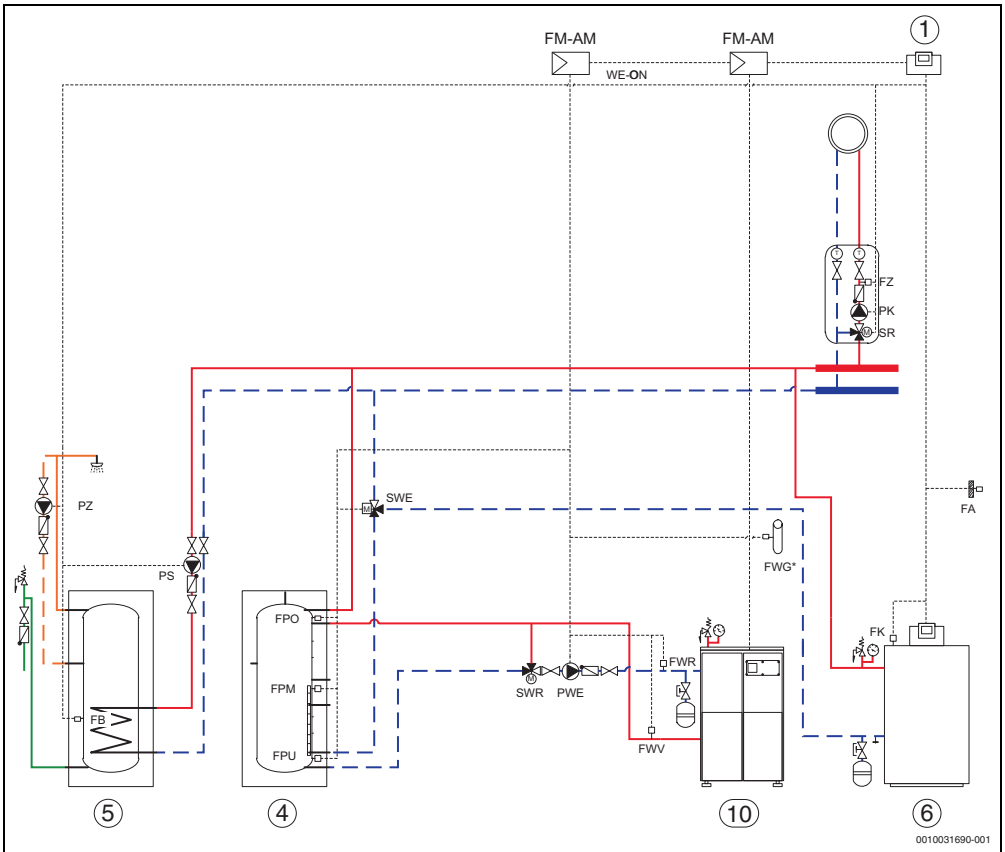 FM-AM
FM-AM
1
WE-ON
T
T
FZ
PK
M
SR
PZ
SWE
M
FA
FWG*
PS
FPO
FK
FWR
FPM
SWR
M
PWE
FB
FPU
FWV
5
4
10
6
0010031690-001